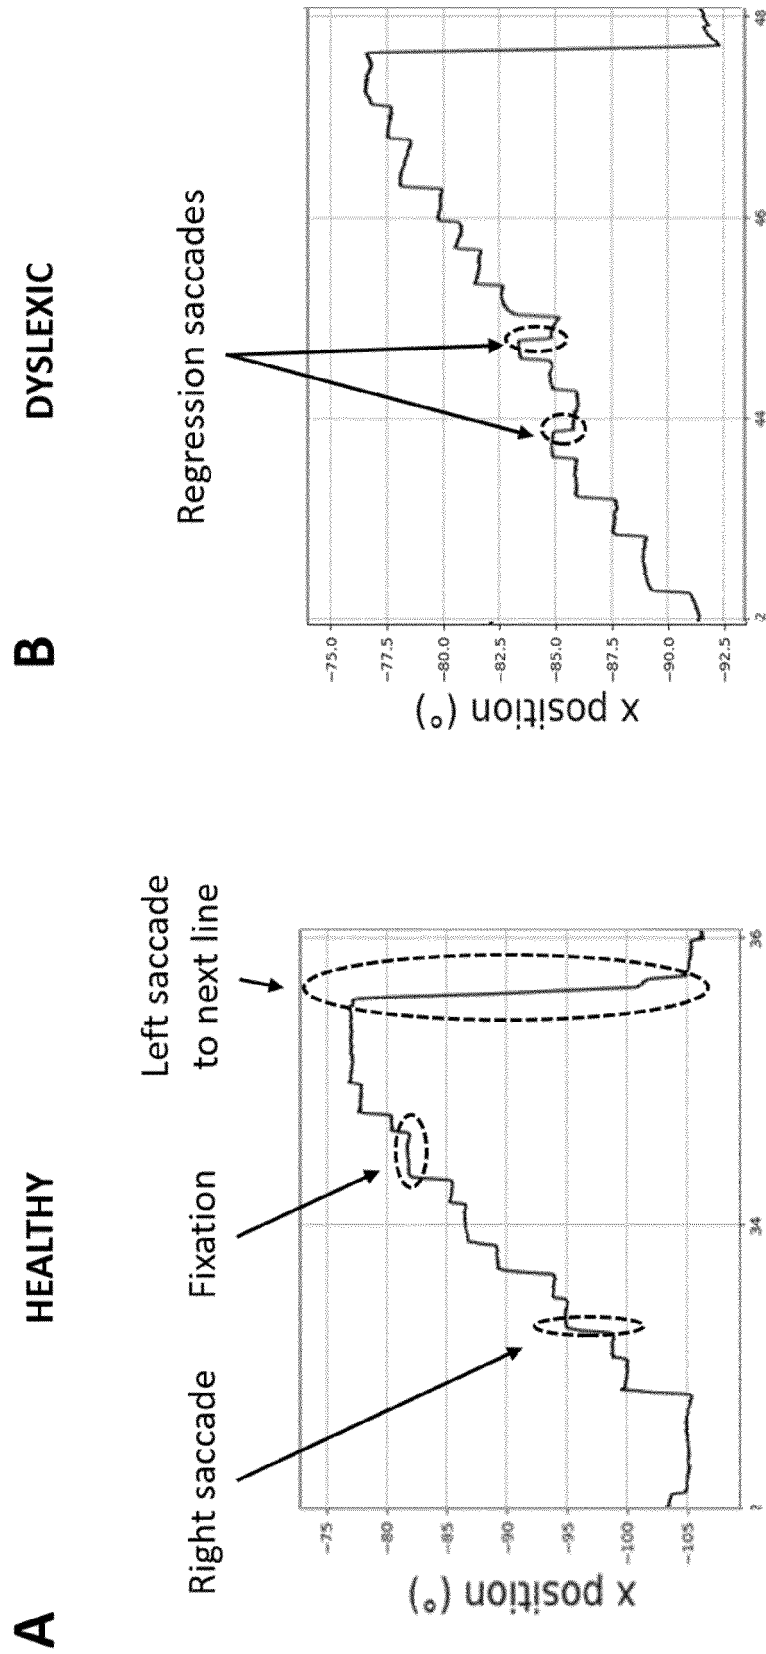 A
HEALTHY
Right saccade
Fixation
Left saccade
to next line
x position (°)
−75
−80
−85
−90
−95
−100
−105
2
34
36
B
DYSLEXIC
Regression saccades
x position (°)
−75.0
−77.5
−80.0
−82.5
−85.0
−87.5
−90.0
−92.5
2
44
46
48